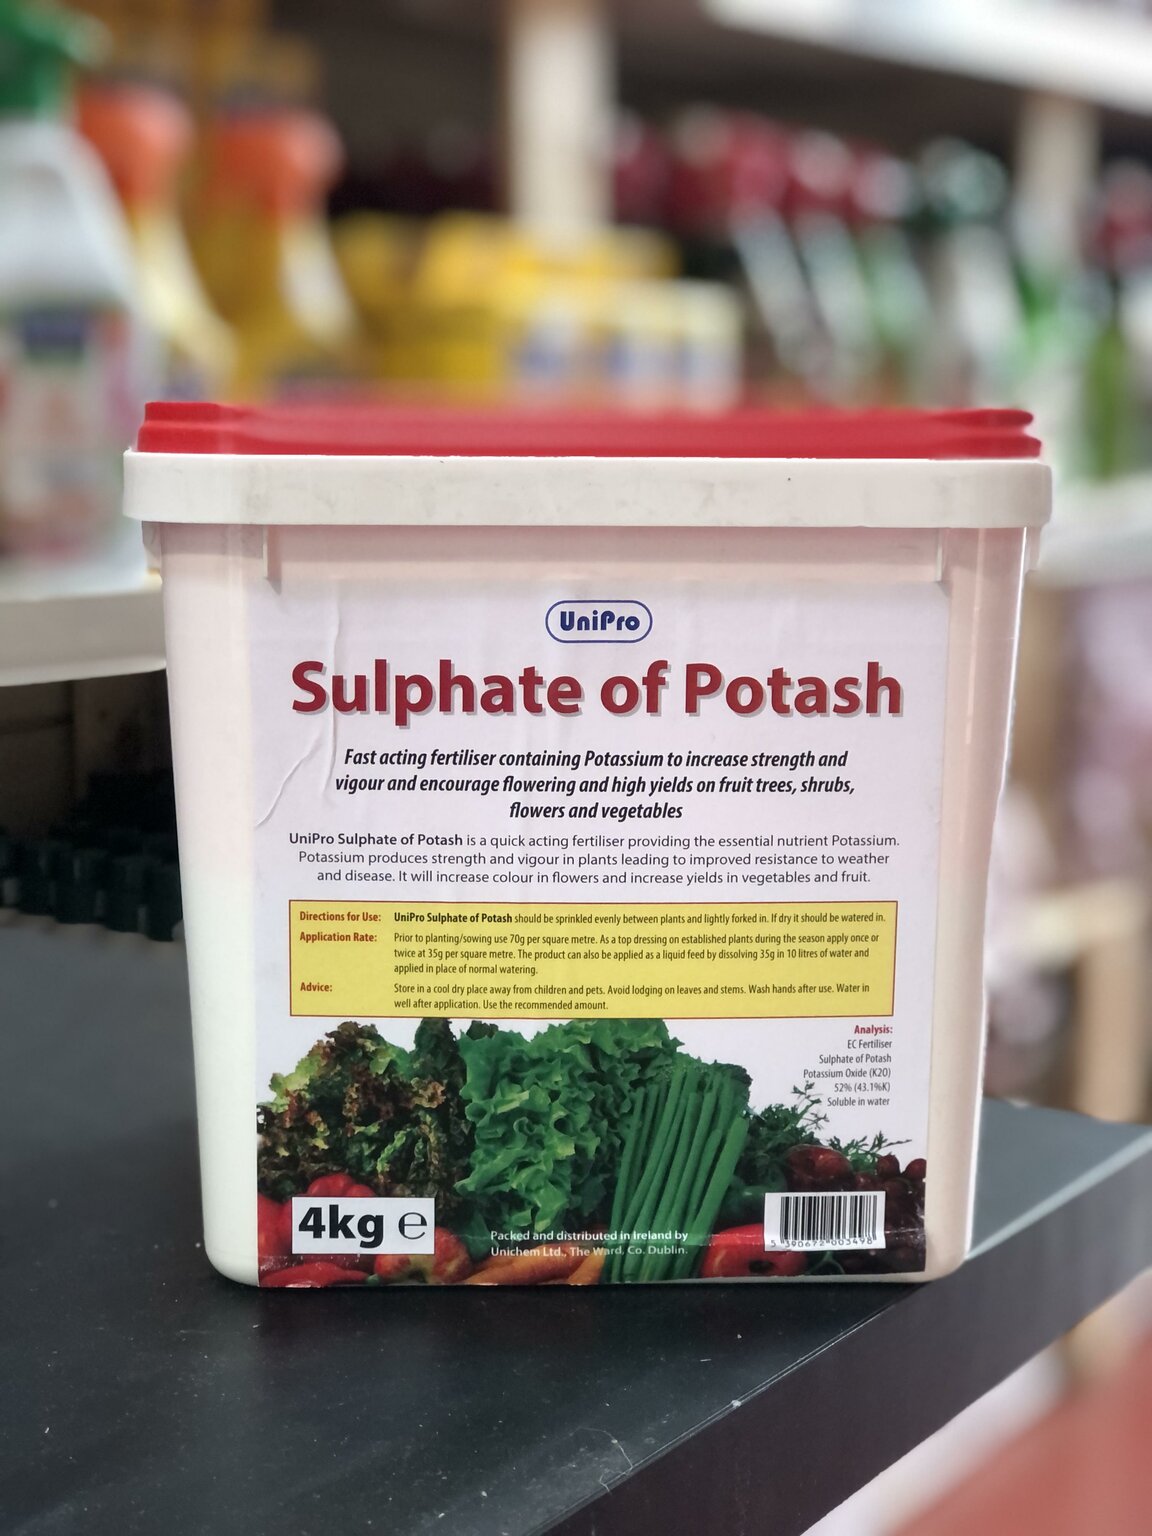 UniPro
Sulphate of Potash
Fast acting fertiliser containing Potassium to increase strength and
vigour and encourage flowering and high yields on fruit trees, shrubs,
flowers and vegetables
UniPro Sulphate of Potash is a quick acting fertiliser providing the essential nutrient Potassium.
Potassium produces strength and vigour in plants leading to improved resistance to weather
and disease. It will increase colour in flowers and increase yields in vegetables and fruit.
Directions for Use: UniPro Sulphate of Potash should be sprinkled evenly between plants and lightly forked in. If dry it should be watered in.
Application Rate: Prior to planting/sowing use 70g per square metre. As a top dressing on established plants during the season apply once or
twice at 35g per square metre. The product can also be applied as a liquid feed by dissolving 35g in 10 litres of water and
applied in place of normal watering.
Advice: Store in a cool dry place away from children and pets. Avoid lodging on leaves and stems. Wash hands after use. Water in
well after application. Use the recommended amount.
Analysis:
EC Fertiliser
Sulphate of Potash
Potassium Oxide (K2O)
52% (43.1%K)
Soluble in water
4kg ℮
Packed and distributed in Ireland by
Unichem Ltd., The Ward, Co. Dublin.
5 390672 003498